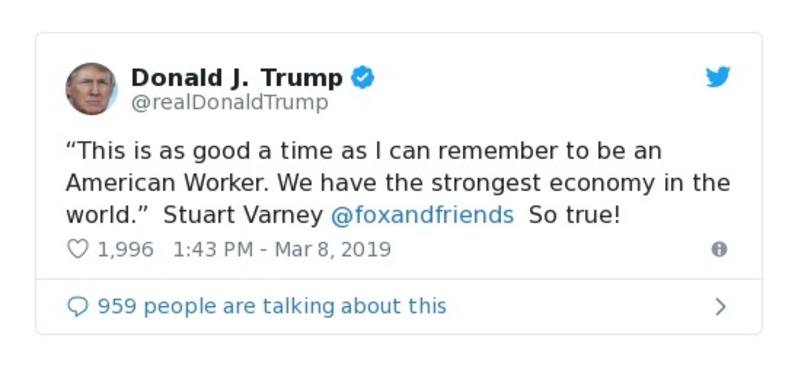 Donald J. Trump
@realDonaldTrump
“This is as good a time as I can remember to be an
American Worker. We have the strongest economy in the
world.”  Stuart Varney @foxandfriends  So true!
1,996  1:43 PM - Mar 8, 2019
959 people are talking about this